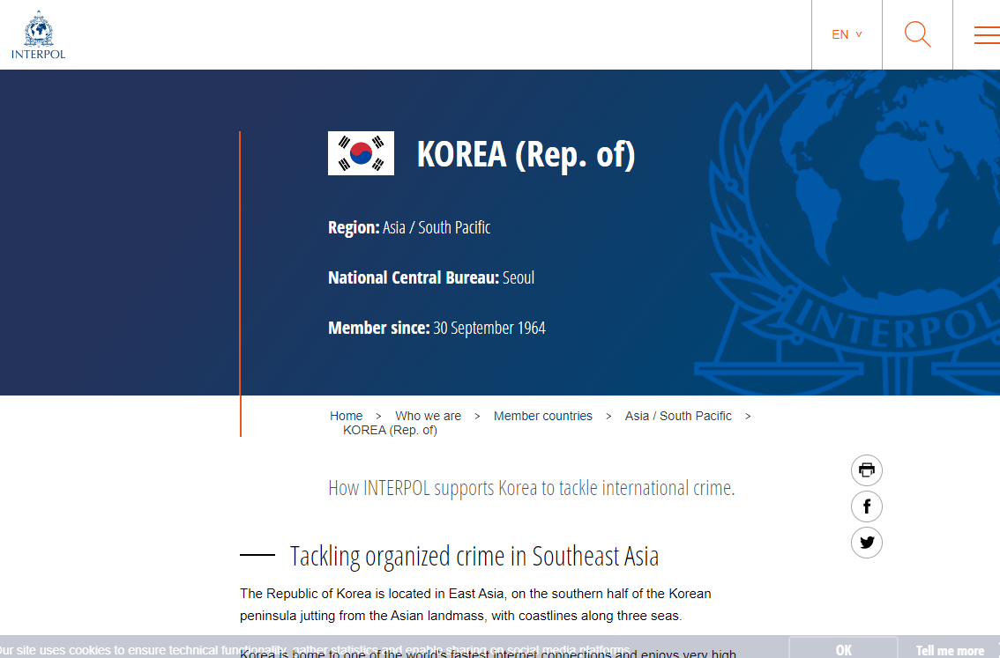 INTERPOL
EN
KOREA (Rep. of)
Region: Asia / South Pacific
National Central Bureau: Seoul
Member since: 30 September 1964
INTERPOL
Home > Who we are > Member countries > Asia / South Pacific >
KOREA (Rep. of)
How INTERPOL supports Korea to tackle international crime.
Tackling organized crime in Southeast Asia
The Republic of Korea is located in East Asia, on the southern half of the Korean
peninsula jutting from the Asian landmass, with coastlines along three seas.
ur site uses cookies to ensure technical functionality, gather statistics and enable sharing on social media platforms.
OK
Tell me more
Korea is home to one of the world's fastest internet connections and enjoys very high